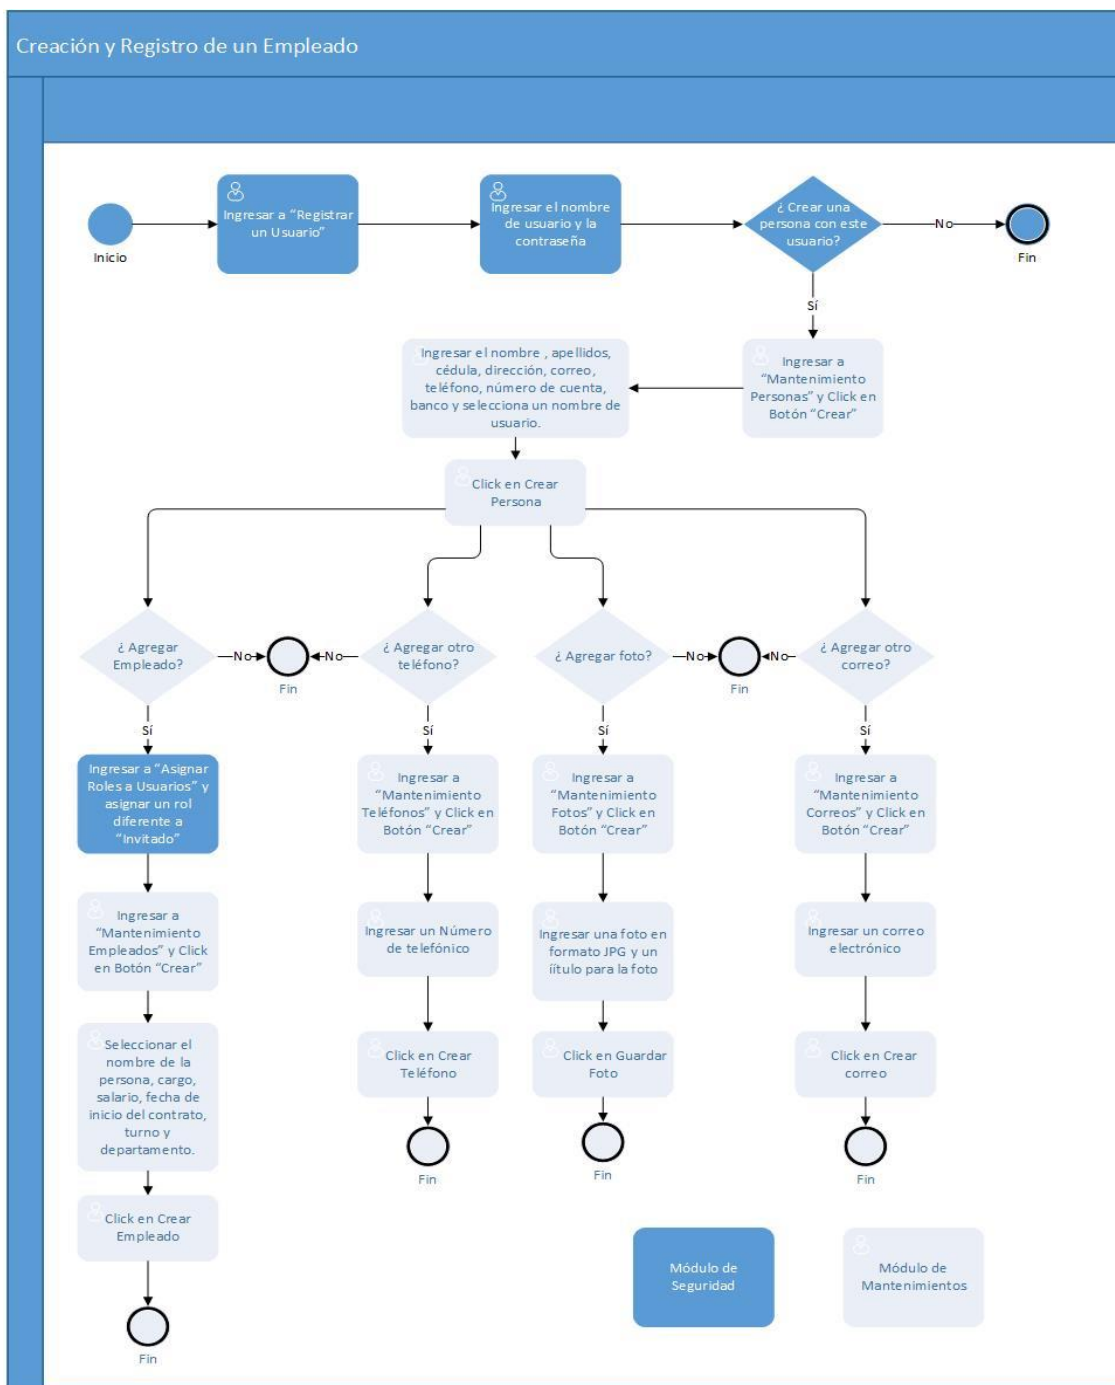 Creación y Registro de un Empleado
Ingresar a “Registrar
un Usuario”
Ingresar el nombre
de usuario y la
contraseña
¿ Crear una
persona con este
usuario?
No
Inicio
Fin
Sí
Ingresar el nombre , apellidos,
cédula, dirección, correo,
teléfono, número de cuenta,
banco y selecciona un nombre de
usuario.
Ingresar a
“Mantenimiento
Personas” y Click en
Botón “Crear”
Click en Crear
Persona
¿ Agregar
Empleado?
No
Fin
No
¿ Agregar otro
teléfono?
¿ Agregar foto?
No
Fin
No
¿ Agregar otro
correo?
Sí
Sí
Sí
Sí
Ingresar a “Asignar
Roles a Usuarios” y
asignar un rol
diferente a
“Invitado”
Ingresar a
“Mantenimiento
Teléfonos” y Click en
Botón “Crear”
Ingresar a
“Mantenimiento
Fotos” y Click en
Botón “Crear”
Ingresar a
“Mantenimiento
Correos” y Click en
Botón “Crear”
Ingresar a
“Mantenimiento
Empleados” y Click
en Botón “Crear”
Ingresar un Número
de telefónico
Ingresar una foto en
formato JPG y un
iítulo para la foto
Ingresar un correo
electrónico
Seleccionar el
nombre de la
persona, cargo,
salario, fecha de
inicio del contrato,
turno y
departamento.
Click en Crear
Teléfono
Click en Guardar
Foto
Click en Crear
correo
Fin
Fin
Fin
Click en Crear
Empleado
Fin
Módulo de
Seguridad
Módulo de
Mantenimientos